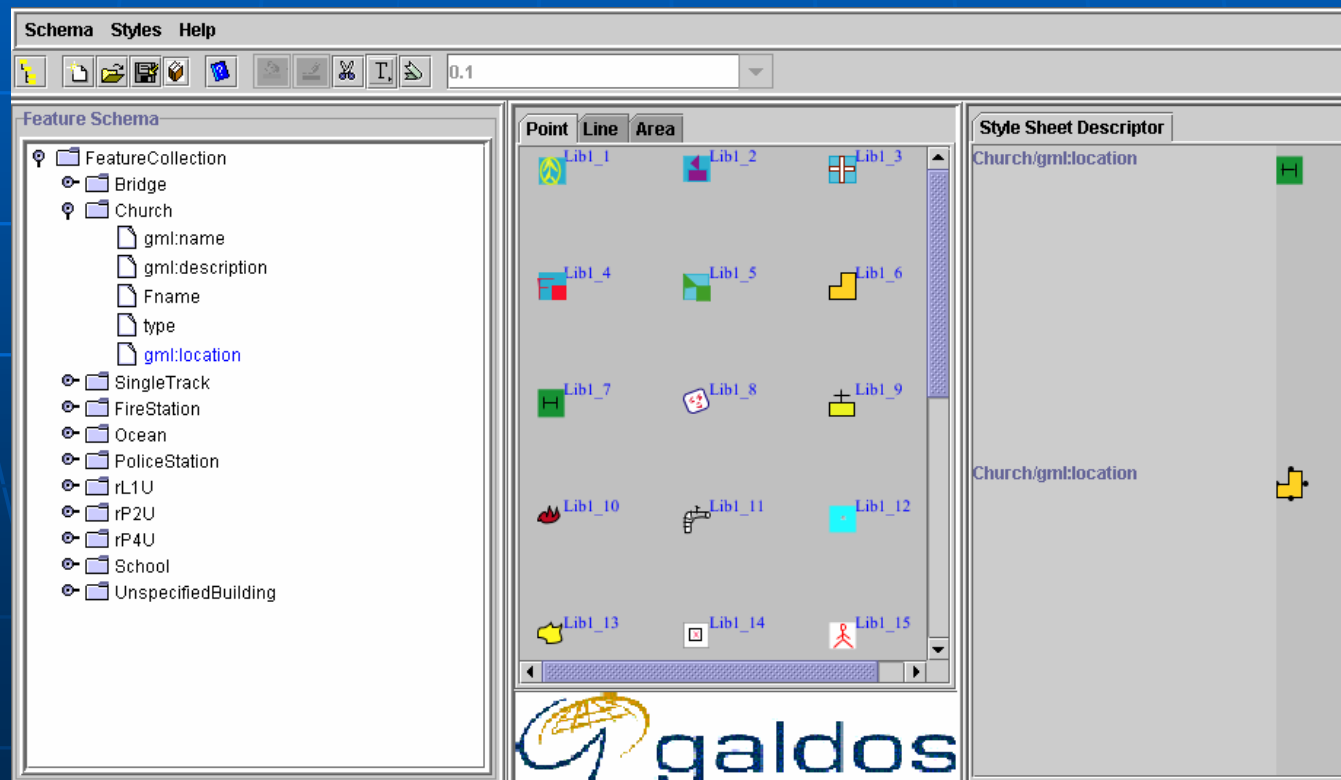 Schema Styles Help
0.1
Feature Schema
FeatureCollection
Bridge
Church
gml:name
gml:description
Fname
type
gml:location
SingleTrack
FireStation
Ocean
PoliceStation
rL1U
rP2U
rP4U
School
UnspecifiedBuilding
Point Line Area
Lib1_1 Lib1_2 Lib1_3
Lib1_4 Lib1_5 Lib1_6
Lib1_7 Lib1_8 Lib1_9
Lib1_10 Lib1_11 Lib1_12
Lib1_13 Lib1_14 Lib1_15
galdos
Style Sheet Descriptor
Church/gml:location
Church/gml:location